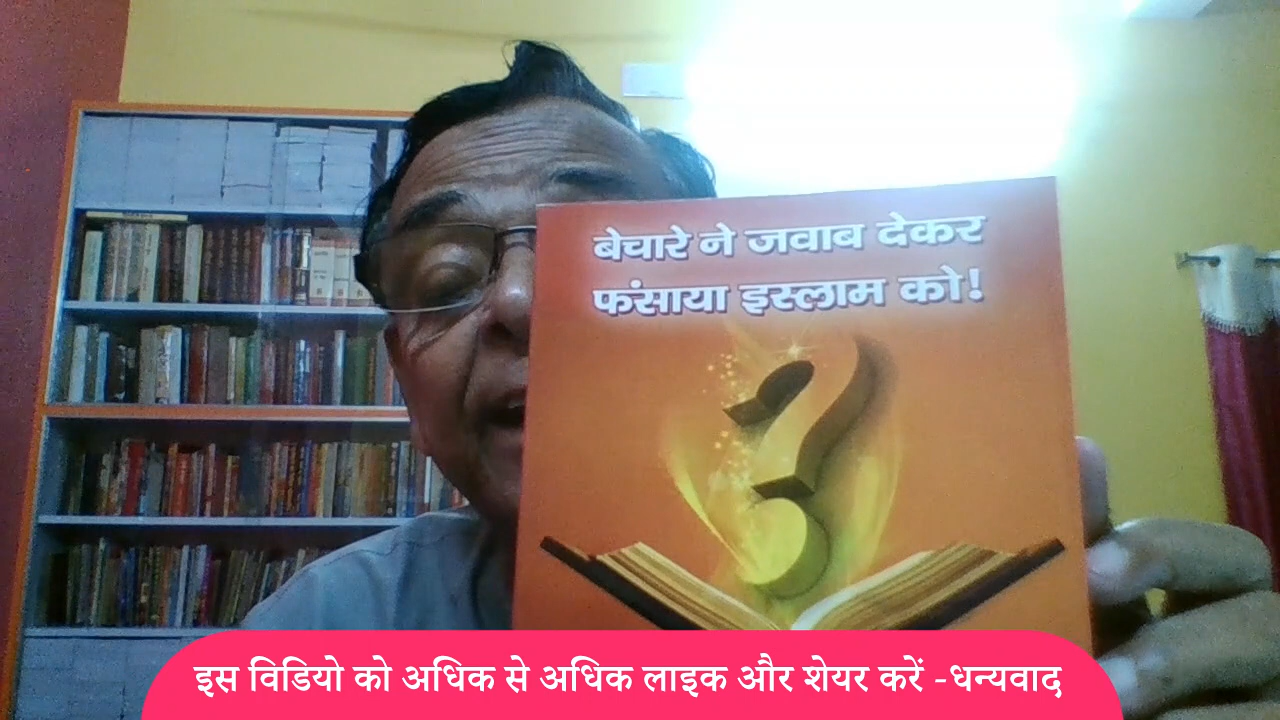 बेचारे ने जवाब देकर
फंसाया इस्लाम को!
इस विडियो को अधिक से अधिक लाइक और शेयर करें -धन्यवाद